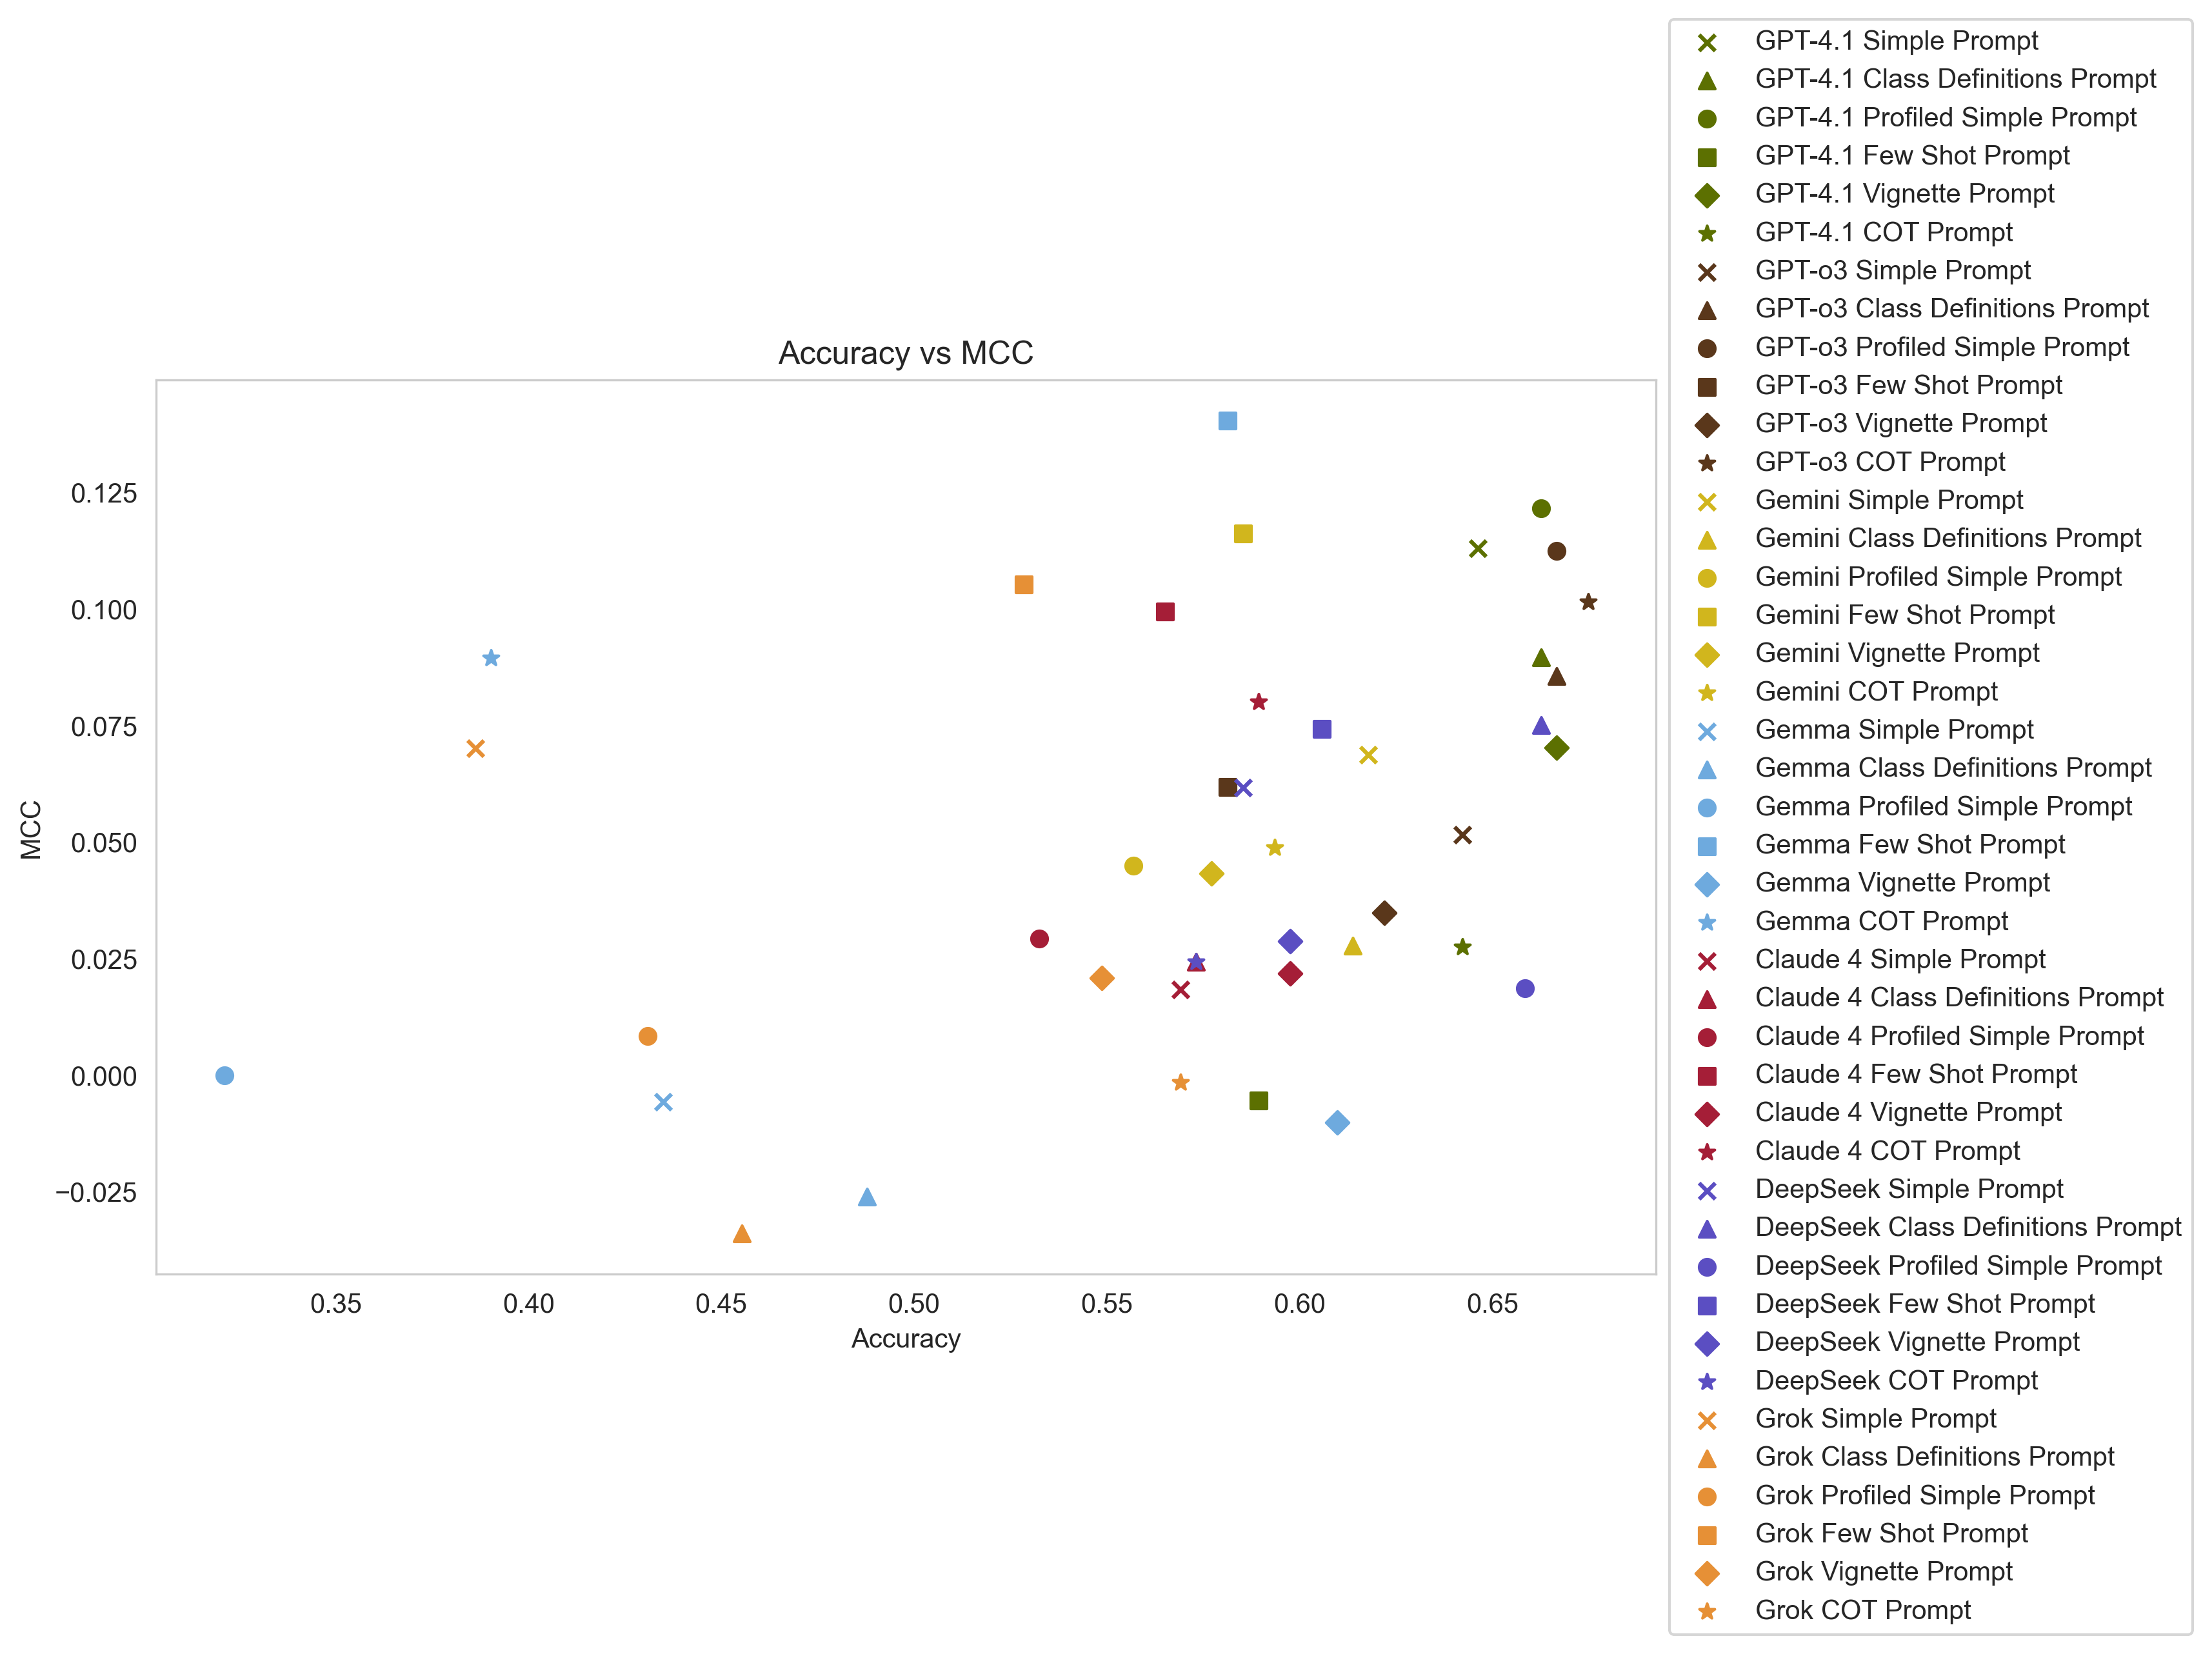 Accuracy vs MCC
MCC
0.125
0.100
0.075
0.050
0.025
0.000
−0.025
0.35 0.40 0.45 0.50 0.55 0.60 0.65
Accuracy
GPT-4.1 Simple Prompt
GPT-4.1 Class Definitions Prompt
GPT-4.1 Profiled Simple Prompt
GPT-4.1 Few Shot Prompt
GPT-4.1 Vignette Prompt
GPT-4.1 COT Prompt
GPT-o3 Simple Prompt
GPT-o3 Class Definitions Prompt
GPT-o3 Profiled Simple Prompt
GPT-o3 Few Shot Prompt
GPT-o3 Vignette Prompt
GPT-o3 COT Prompt
Gemini Simple Prompt
Gemini Class Definitions Prompt
Gemini Profiled Simple Prompt
Gemini Few Shot Prompt
Gemini Vignette Prompt
Gemini COT Prompt
Gemma Simple Prompt
Gemma Class Definitions Prompt
Gemma Profiled Simple Prompt
Gemma Few Shot Prompt
Gemma Vignette Prompt
Gemma COT Prompt
Claude 4 Simple Prompt
Claude 4 Class Definitions Prompt
Claude 4 Profiled Simple Prompt
Claude 4 Few Shot Prompt
Claude 4 Vignette Prompt
Claude 4 COT Prompt
DeepSeek Simple Prompt
DeepSeek Class Definitions Prompt
DeepSeek Profiled Simple Prompt
DeepSeek Few Shot Prompt
DeepSeek Vignette Prompt
DeepSeek COT Prompt
Grok Simple Prompt
Grok Class Definitions Prompt
Grok Profiled Simple Prompt
Grok Few Shot Prompt
Grok Vignette Prompt
Grok COT Prompt